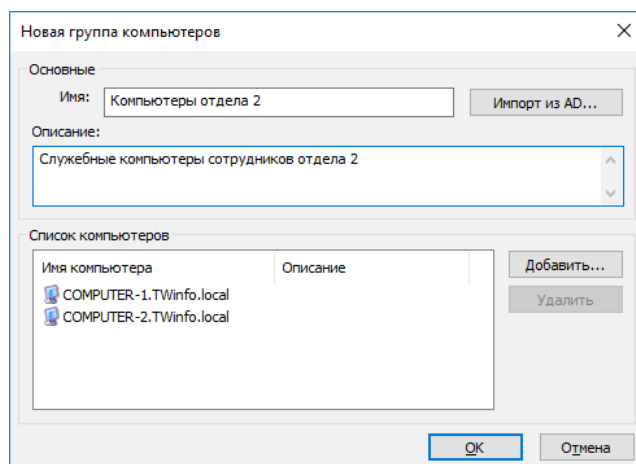 Новая группа компьютеров
Основные
Имя: Компьютеры отдела 2 Импорт из AD...
Описание:
Служебные компьютеры сотрудников отдела 2
Список компьютеров
Имя компьютера Описание Добавить...
COMPUTER-1.TWinfo.local Удалить
COMPUTER-2.TWinfo.local
OK Отмена